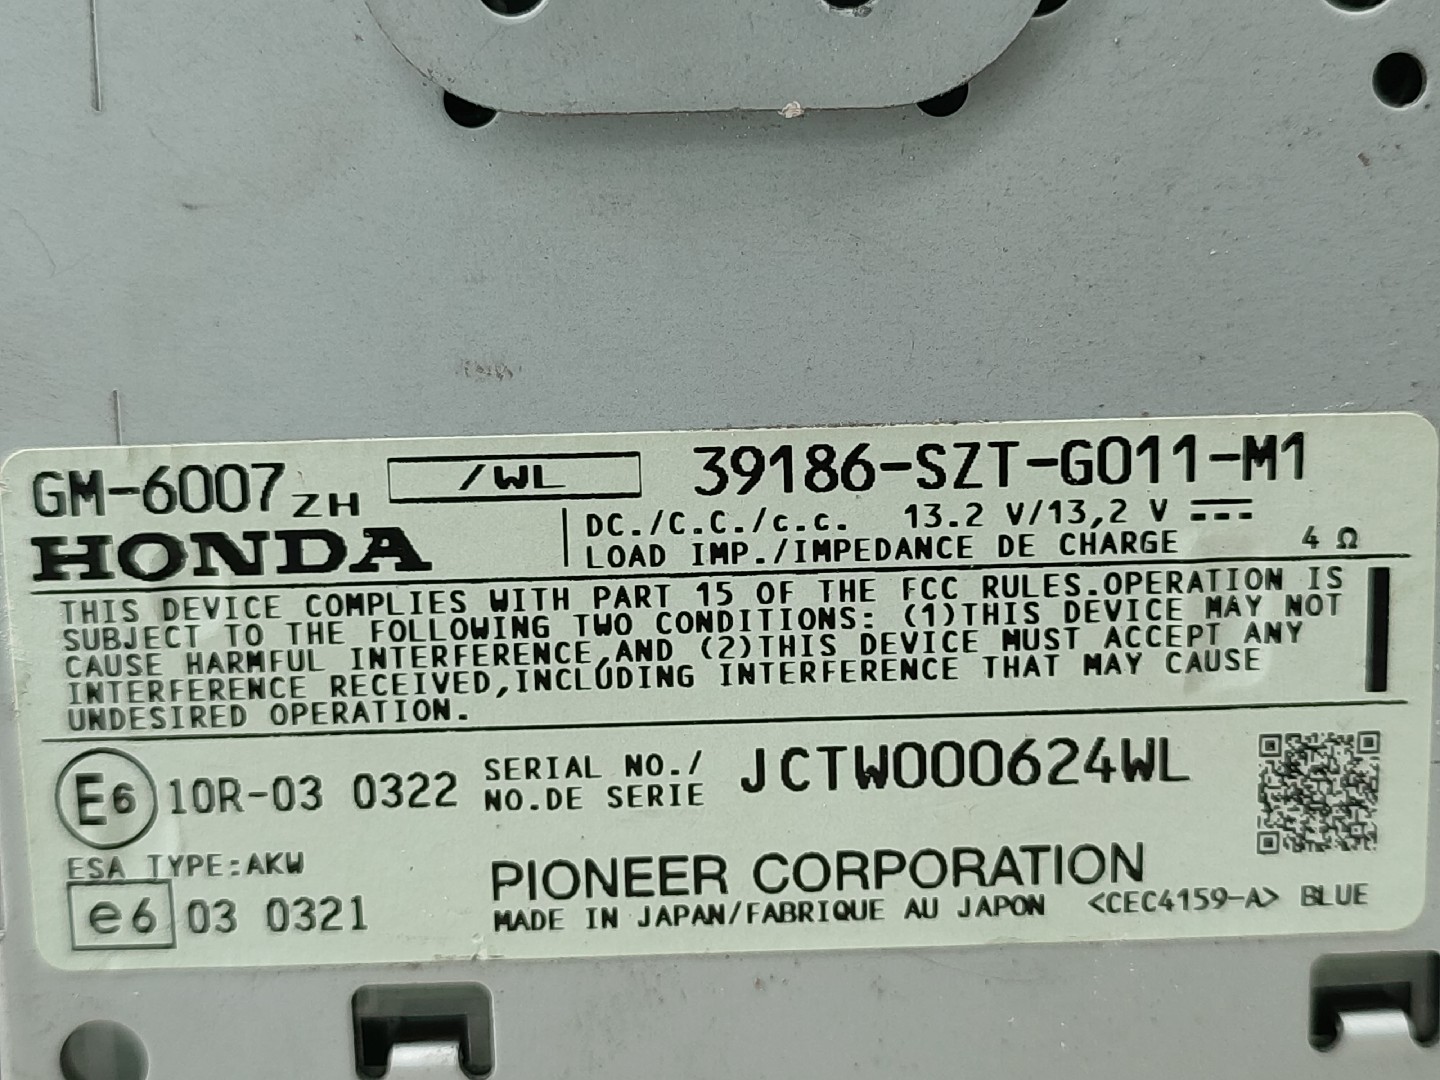 GM-6007ZH /WL 39186-SZT-G011-M1
HONDA
DC./C.C./c.c. 13.2 V/13,2 V
LOAD IMP./IMPEDANCE DE CHARGE 4 Ω
THIS DEVICE COMPLIES WITH PART 15 OF THE FCC RULES.OPERATION IS
SUBJECT TO THE FOLLOWING TWO CONDITIONS: (1)THIS DEVICE MAY NOT
CAUSE HARMFUL INTERFERENCE,AND (2)THIS DEVICE MUST ACCEPT ANY
INTERFERENCE RECEIVED,INCLUDING INTERFERENCE THAT MAY CAUSE
UNDESIRED OPERATION.
E6 10R-03 0322
SERIAL NO./
NO.DE SERIE
JCTW000624WL
ESA TYPE:AKW
e6 03 0321
PIONEER CORPORATION
MADE IN JAPAN/FABRIQUE AU JAPON <CEC4159-A> BLUE